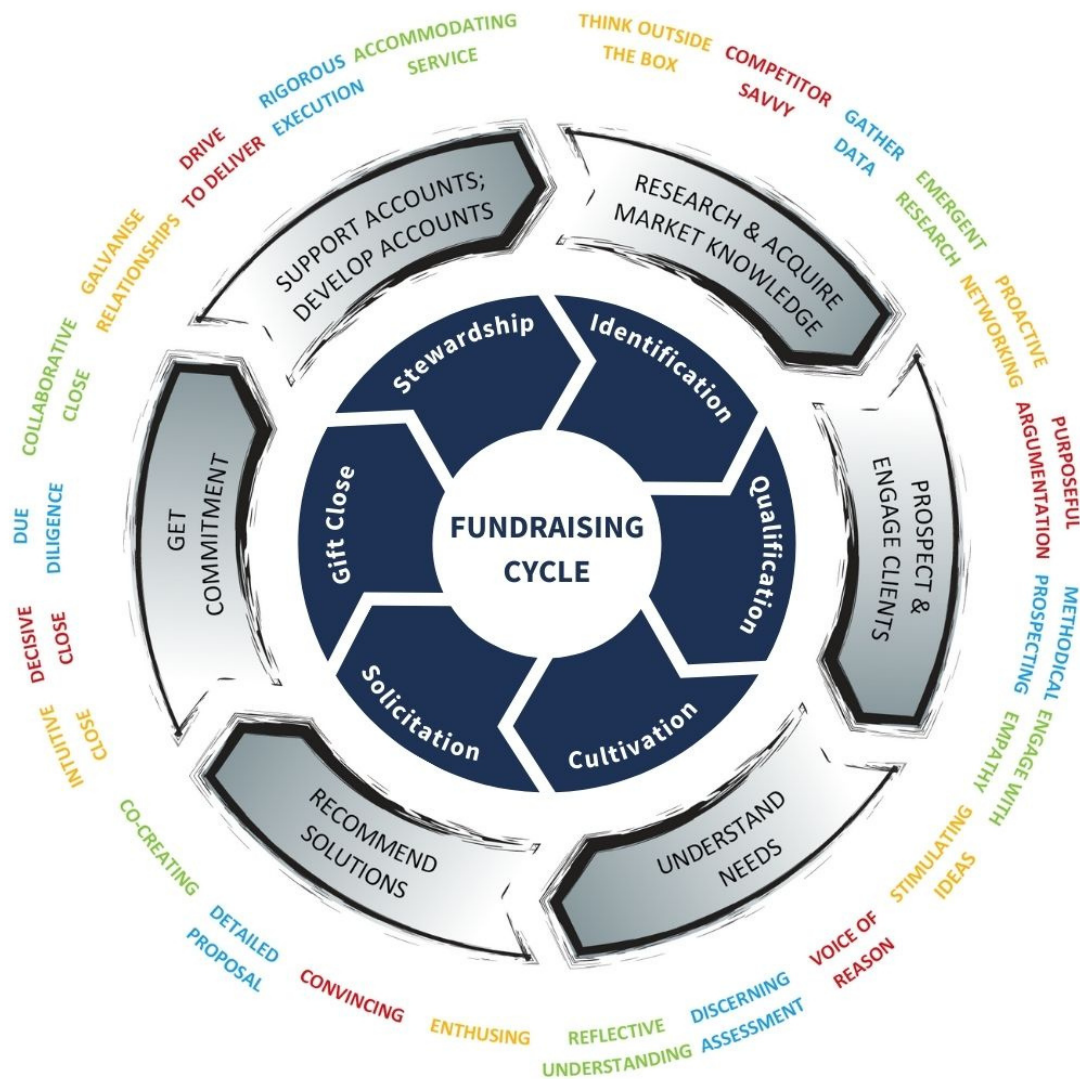 FUNDRAISING
CYCLE
Identification
Qualification
Cultivation
Solicitation
Gift Close
Stewardship
RESEARCH & ACQUIRE
MARKET KNOWLEDGE
PROSPECT &
ENGAGE CLIENTS
UNDERSTAND
NEEDS
RECOMMEND
SOLUTIONS
GET
COMMITMENT
SUPPORT ACCOUNTS;
DEVELOP ACCOUNTS
THINK OUTSIDE
THE BOX
COMPETITOR
SAVVY
GATHER
DATA
EMERGENT
RESEARCH
PROACTIVE
NETWORKING
PURPOSEFUL
ARGUMENTATION
METHODICAL
PROSPECTING
ENGAGE WITH
EMPATHY
STIMULATING
IDEAS
VOICE OF
REASON
DISCERNING
ASSESSMENT
REFLECTIVE
UNDERSTANDING
ENTHUSING
CONVINCING
DETAILED
PROPOSAL
CO-CREATING
INTUITIVE
CLOSE
DECISIVE
CLOSE
DUE
DILIGENCE
COLLABORATIVE
CLOSE
GALVANISE
RELATIONSHIPS
DRIVE
TO DELIVER
RIGOROUS
EXECUTION
ACCOMMODATING
SERVICE